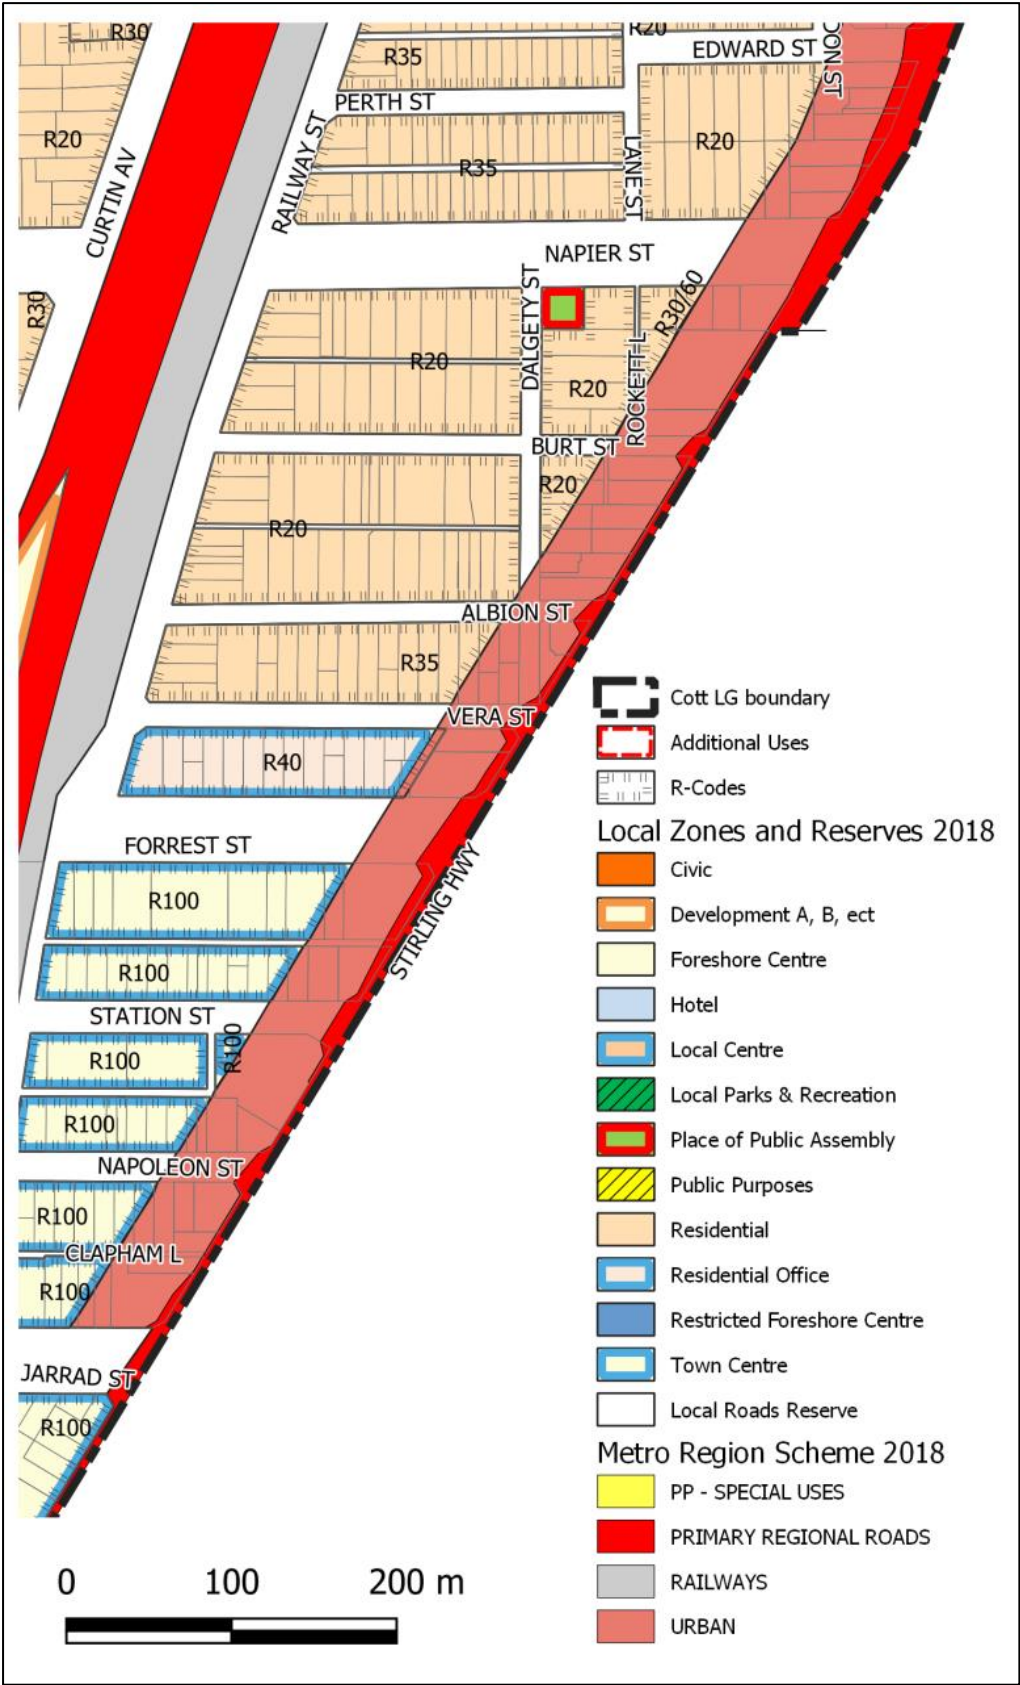 R30
R20
EDWARD ST
DON ST
R35
PERTH ST
R20
CURTIN AV
RAILWAY ST
R35
LANE ST
R20
NAPIER ST
R30
DALGETY ST
R30/60
ROCKETT L
R20
R20
BURT ST
R20
R20
ALBION ST
R35
VERA ST
R40
FORREST ST
R100
STIRLING HWY
R100
STATION ST
R100
R100
R100
NAPOLEON ST
R100
CLAPHAM L
R100
JARRAD ST
R100
Cott LG boundary
Additional Uses
R-Codes
Local Zones and Reserves 2018
Civic
Development A, B, ect
Foreshore Centre
Hotel
Local Centre
Local Parks & Recreation
Place of Public Assembly
Public Purposes
Residential
Residential Office
Restricted Foreshore Centre
Town Centre
Local Roads Reserve
Metro Region Scheme 2018
PP - SPECIAL USES
PRIMARY REGIONAL ROADS
RAILWAYS
URBAN
0 100 200 m